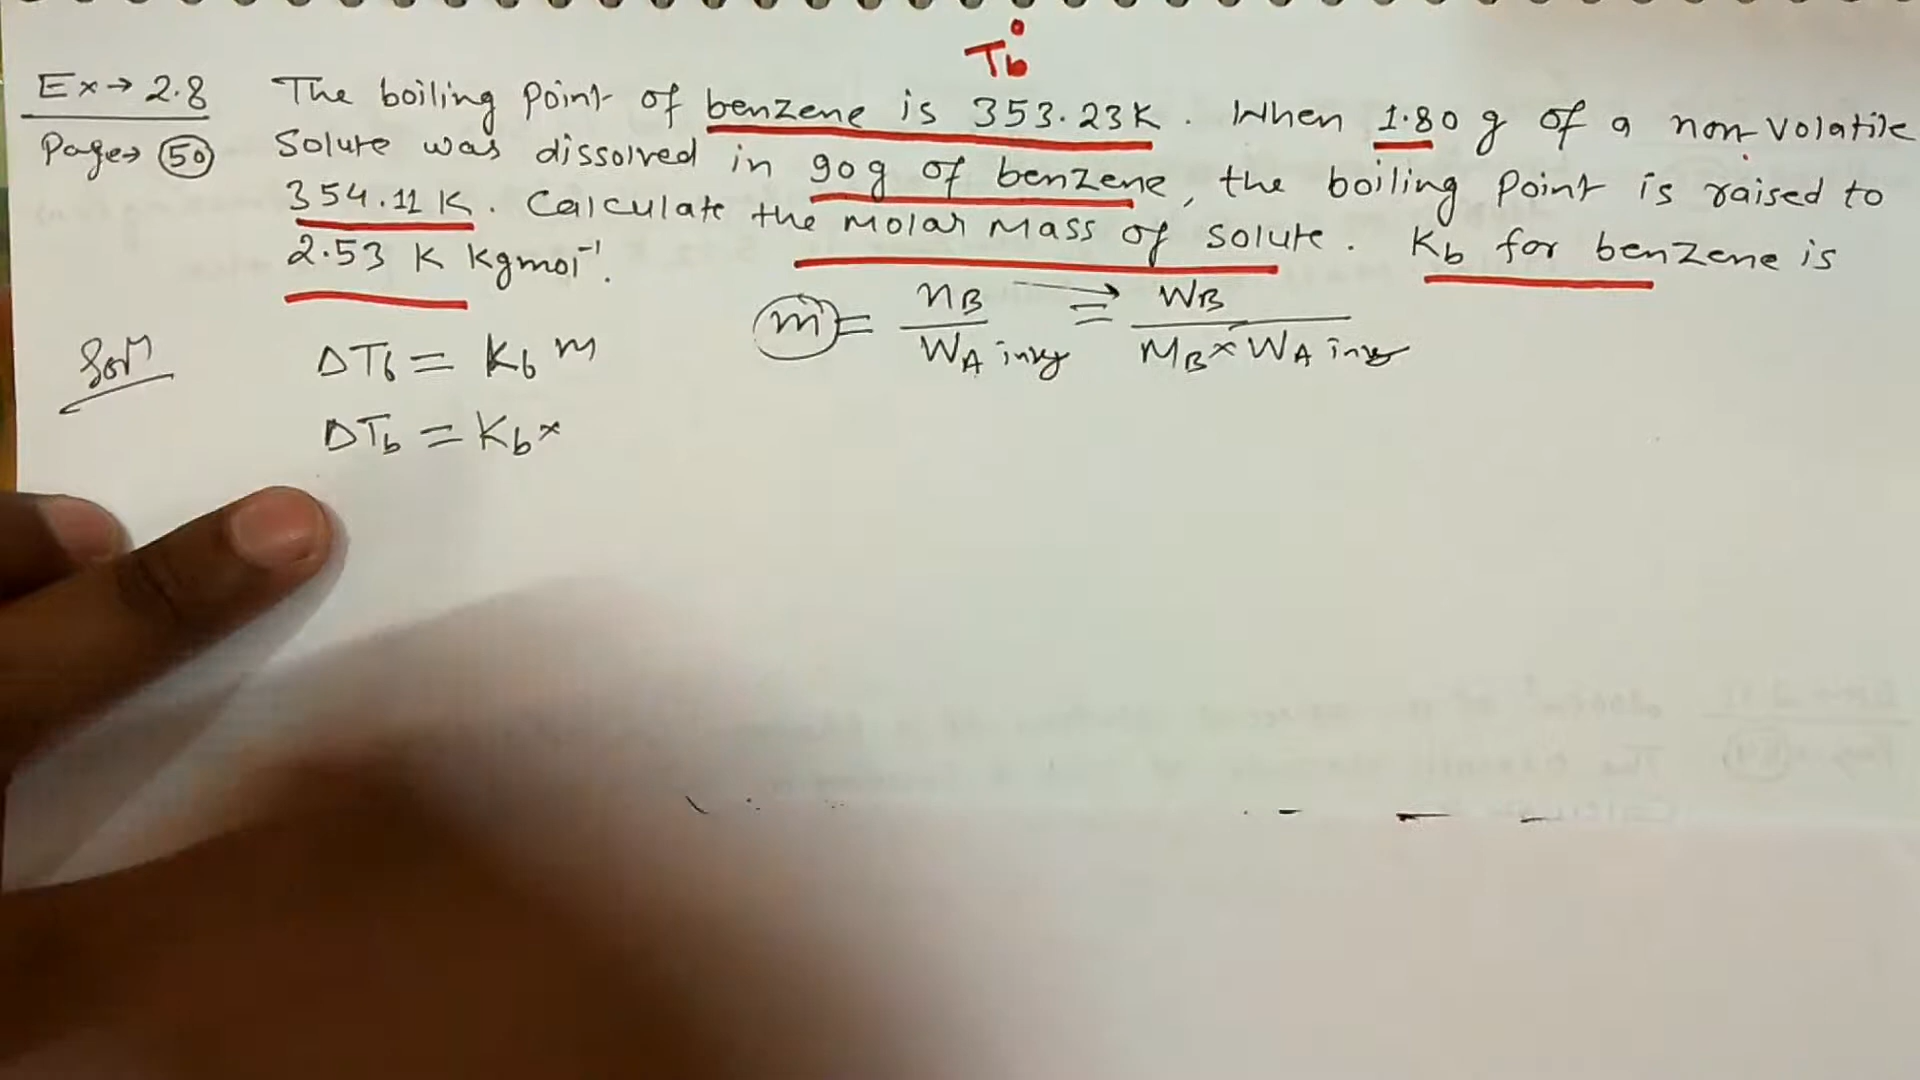 T°b
Ex→ 2.8 The boiling point of benzene is 353.23K. When 1.80 g of a non-volatile
Page→ 50 Solute was dissolved in 90g of benzene, the boiling point is raised to
354.11 K. Calculate the molar mass of solute. Kb for benzene is
2.53 K kgmol⁻¹.
m = nB / WA in kg = WB / MB × WA in kg
Solⁿ ΔTb = Kb m
ΔTb = Kb ×